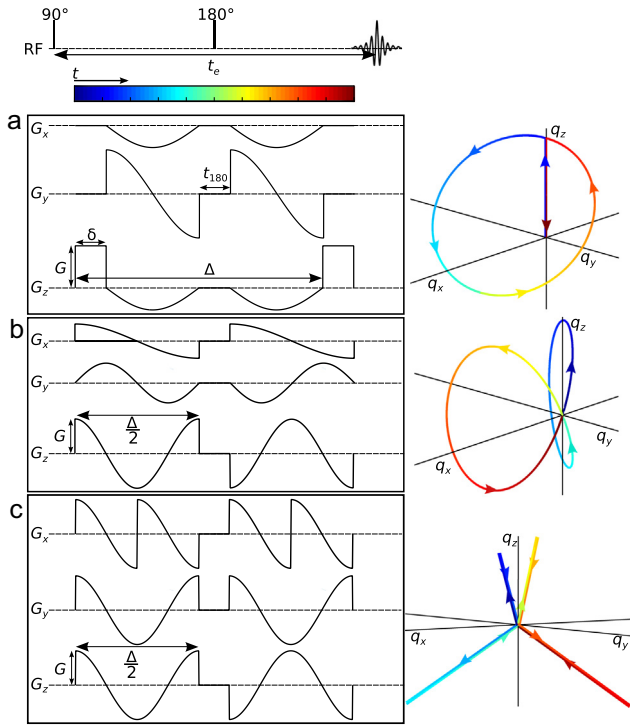 90° 180°
RF
t_e
t
a
G_x
G_y
t_180
δ
G
Δ
G_z
q_z
q_x
q_y
b
G_x
G_y
G
Δ/2
G_z
q_z
q_x
q_y
c
G_x
G_y
G
Δ/2
G_z
q_z
q_x
q_y